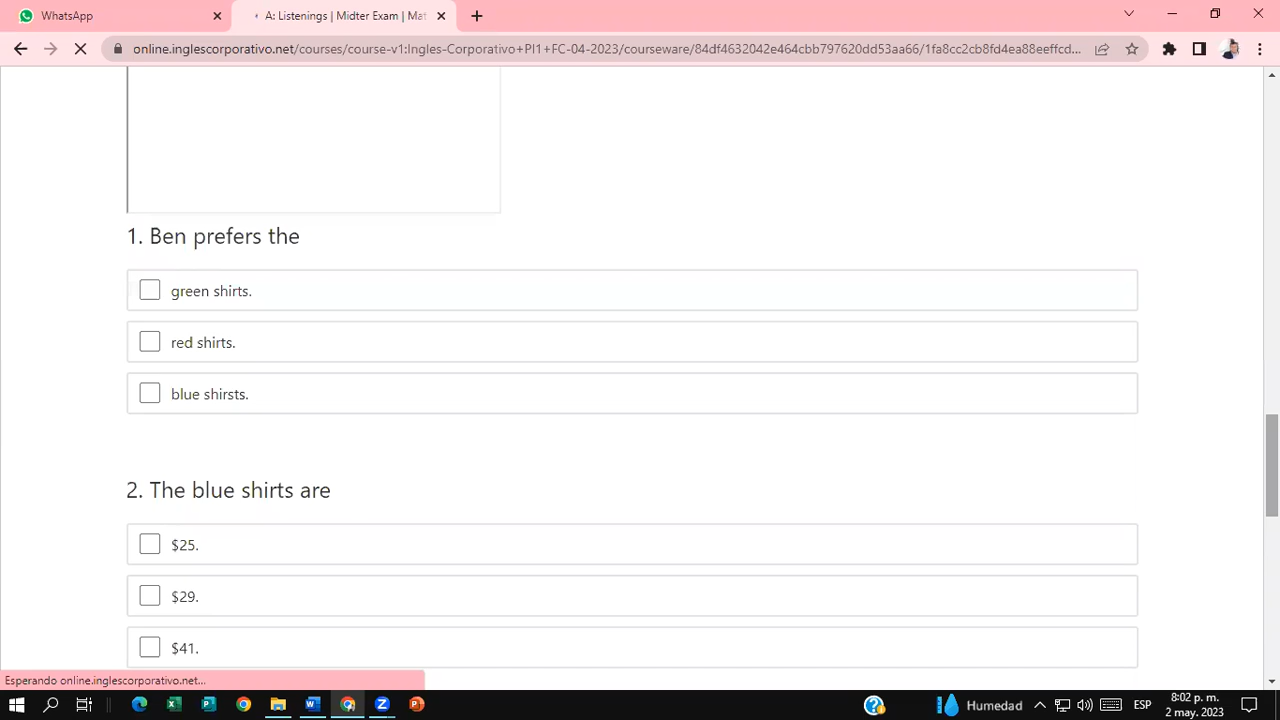 WhatsApp
A: Listenings | Midter Exam | Mat
online.inglescorporativo.net/courses/course-v1:Ingles-Corporativo+PI1+FC-04-2023/courseware/84df4632042e464cbb797620dd53aa66/1fa8cc2cb8fd4ea88eeffcd...
1. Ben prefers the
green shirts.
red shirts.
blue shirsts.
2. The blue shirts are
$25.
$29.
$41.
Esperando online.inglescorporativo.net...
Humedad
ESP
8:02 p. m.
2 may. 2023